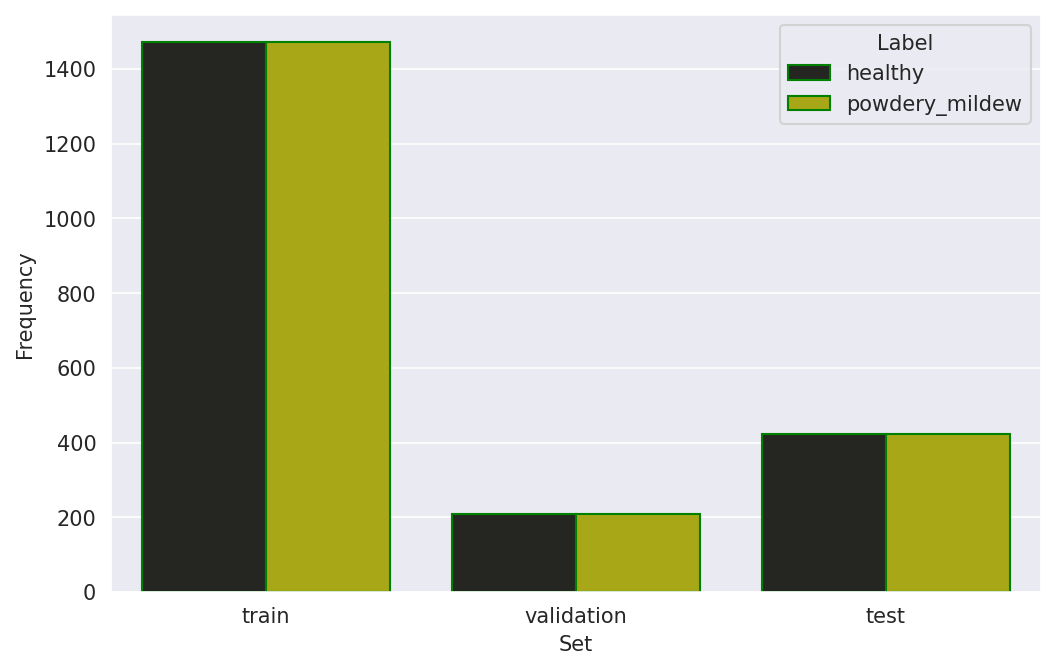 Label
healthy
powdery_mildew
1400
1200
1000
800
600
400
200
0
Frequency
train validation test
Set